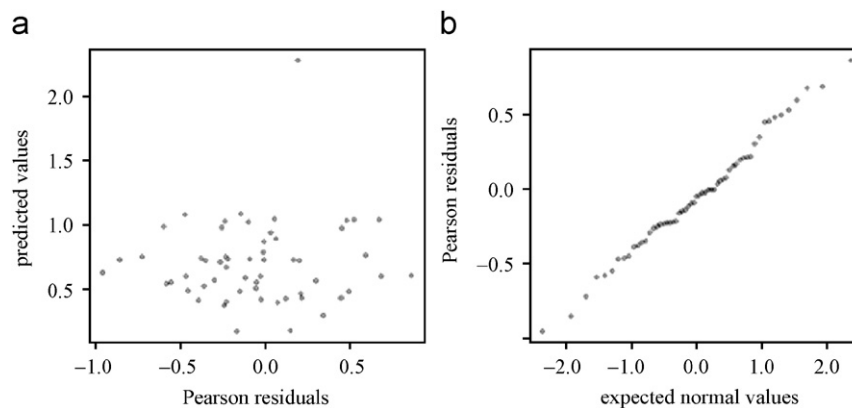 a
b
predicted values
2.0
1.5
1.0
0.5
−1.0
−0.5
0.0
0.5
Pearson residuals
Pearson residuals
0.5
0.0
−0.5
−2.0
−1.0
0.0
1.0
2.0
expected normal values